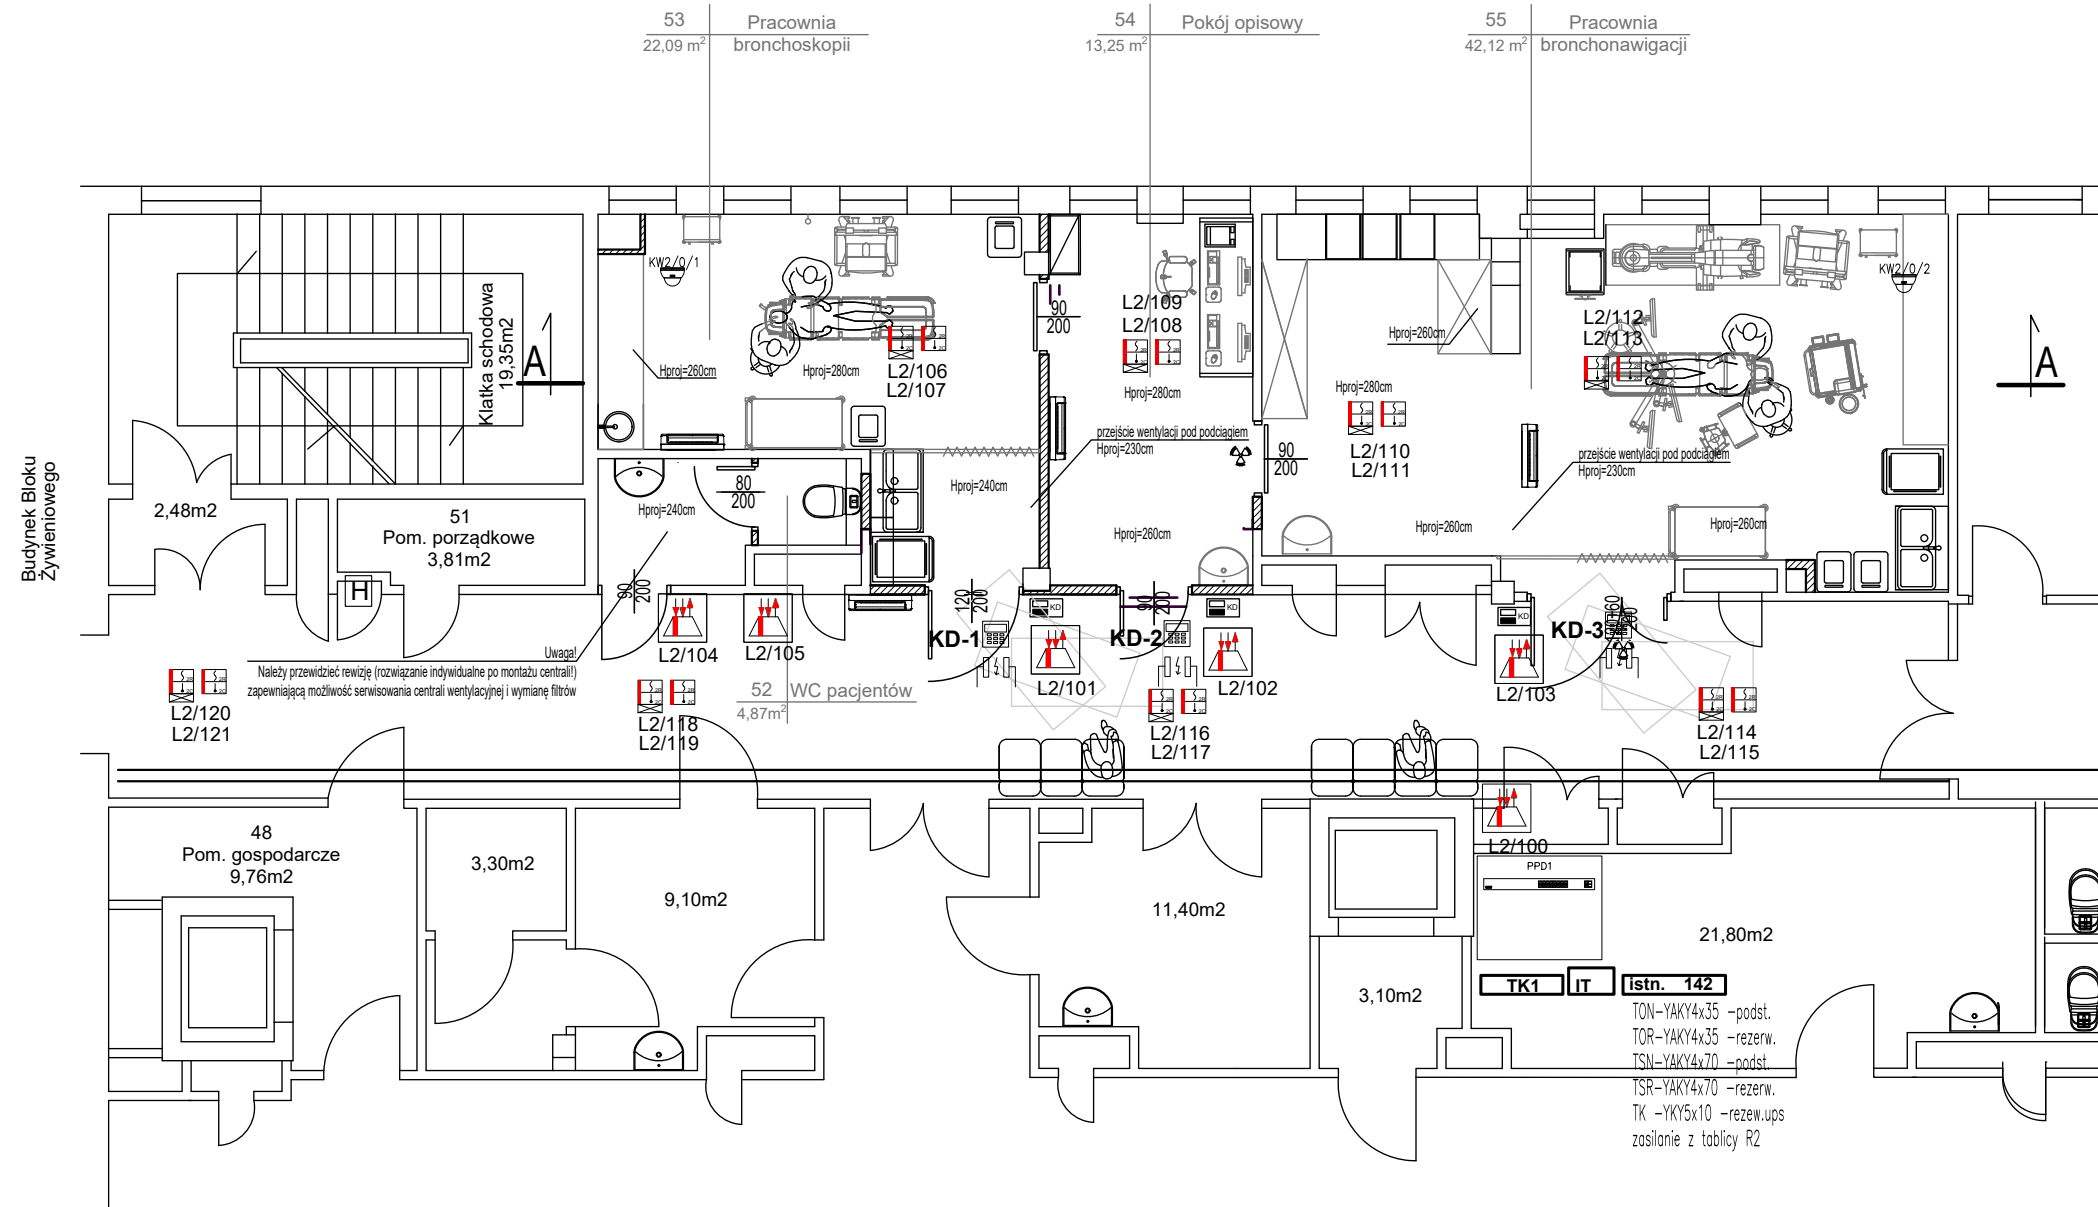 53
Pracownia
22,09 m²
bronchoskopii
54
Pokój opisowy
13,25 m²
55
Pracownia
42,12 m²
bronchonawigacji
KW2/0/1
KW2/0/2
Klatka schodowa
19,35m2
A
A
Hproj=260cm
Hproj=280cm
L2/106
L2/107
90
200
L2/109
L2/108
Hproj=280cm
Hproj=260cm
Hproj=280cm
L2/110
L2/111
L2/112
L2/113
przejście wentylacji pod podciągiem
Hproj=230cm
90
200
przejście wentylacji pod podciągiem
Hproj=230cm
Budynek Bloku
Żywieniowego
2,48m2
51
Pom. porządkowe
3,81m2
H
Hproj=240cm
80
200
Hproj=240cm
Hproj=260cm
Hproj=260cm
Hproj=260cm
90
200
120
200
90
200
200
KD
KD
KD
KD-1
KD-2
KD-3
L2/104
L2/105
L2/101
L2/102
L2/103
Uwaga!
Należy przewidzieć rewizję (rozwiązanie indywidualne po montażu centrali!)
zapewniającą możliwość serwisowania centrali wentylacyjnej i wymianę filtrów
52
WC pacjentów
4,87m²
L2/120
L2/121
L2/118
L2/119
L2/116
L2/117
L2/114
L2/115
48
Pom. gospodarcze
9,76m2
3,30m2
9,10m2
11,40m2
L2/100
PPD1
21,80m2
3,10m2
TK1
IT
istn. 142
TON-YAKY4x35 -podst.
TOR-YAKY4x35 -rezerw.
TSN-YAKY4x70 -podst.
TSR-YAKY4x70 -rezerw.
TK -YKY5x10 -rezew.ups
zasilanie z tablicy R2